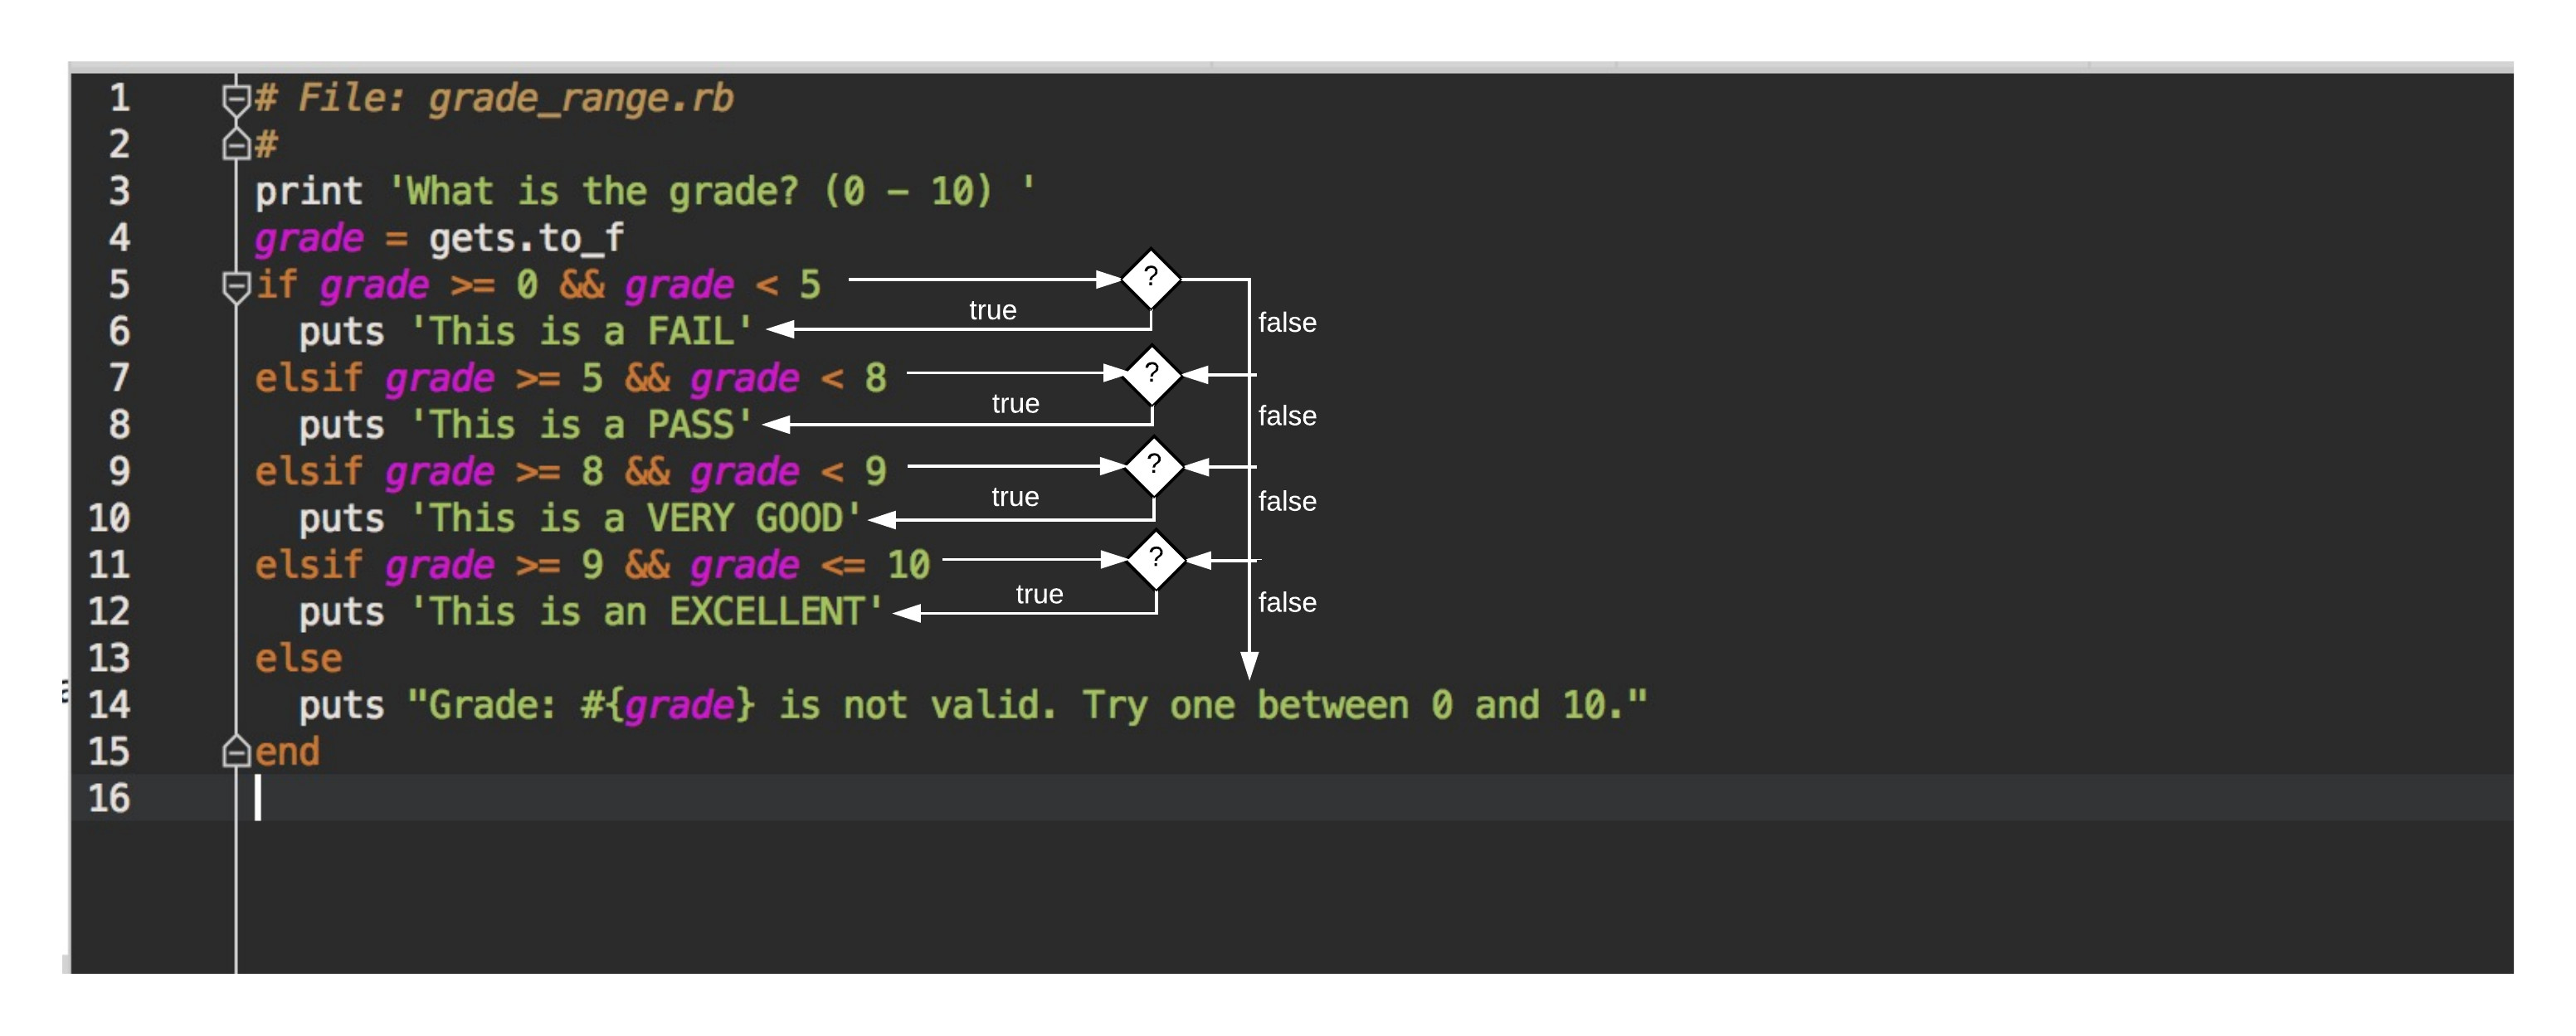 1 # File: grade_range.rb
2 #
3 print 'What is the grade? (0 - 10) '
4 grade = gets.to_f
5 if grade >= 0 && grade < 5 ?
true false
6 puts 'This is a FAIL'
7 elsif grade >= 5 && grade < 8 ?
true false
8 puts 'This is a PASS'
9 elsif grade >= 8 && grade < 9 ?
true false
10 puts 'This is a VERY GOOD'
11 elsif grade >= 9 && grade <= 10 ?
true false
12 puts 'This is an EXCELLENT'
13 else
14 puts "Grade: #{grade} is not valid. Try one between 0 and 10."
15 end
16